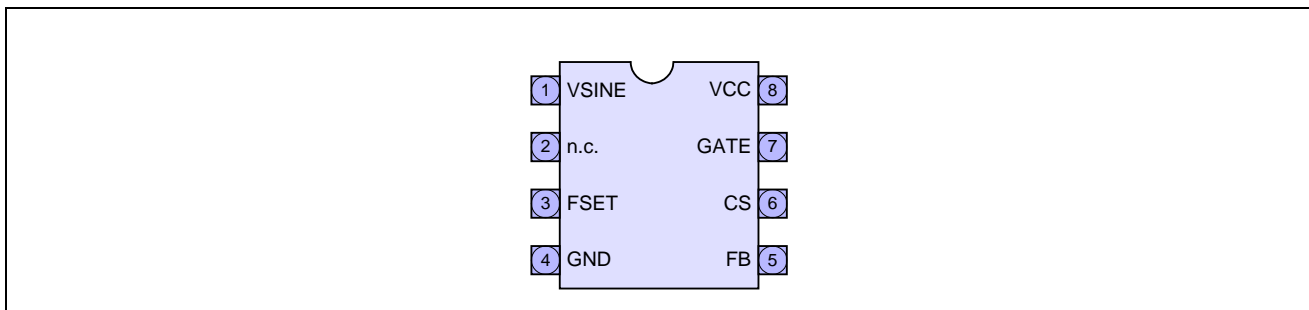 1 VSINE VCC 8
2 n.c. GATE 7
3 FSET CS 6
4 GND FB 5